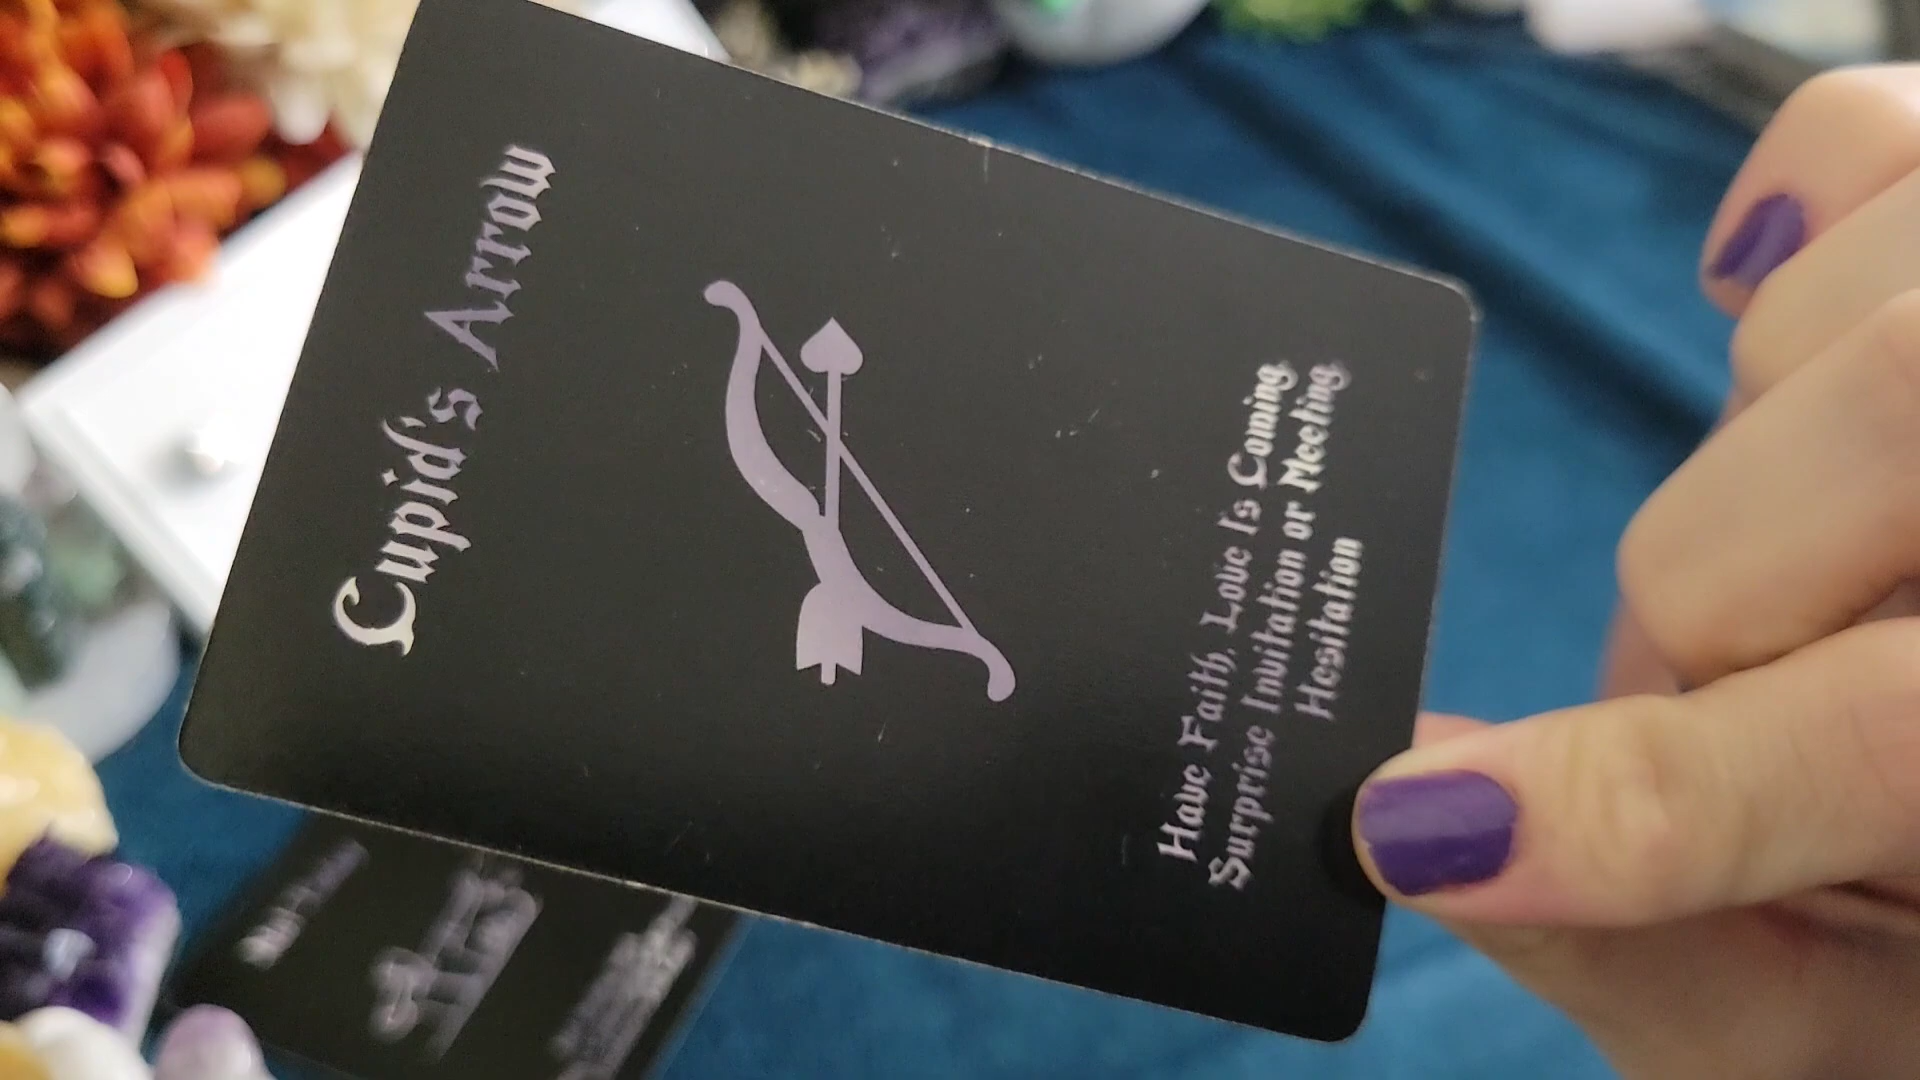 Cupid's Arrow
Have Faith, Love Is Coming
Surprise Invitation or Meeting
Hesitation